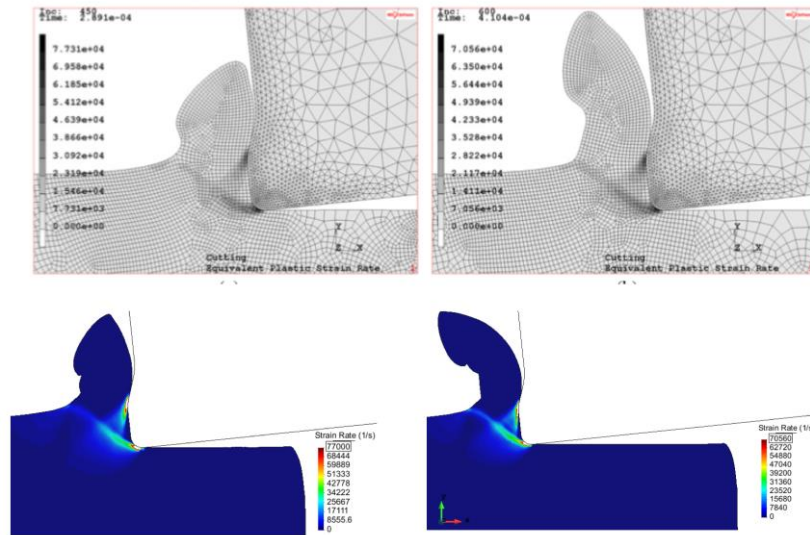 Inc: 450
Time: 2.891e-04
7.731e+04
6.958e+04
6.185e+04
5.412e+04
4.639e+04
3.866e+04
3.092e+04
2.319e+04
1.546e+04
7.731e+03
0.000e+00
Y
Z X
Cutting
Equivalent Plastic Strain Rate
Inc: 600
Time: 4.104e-04
7.056e+04
6.350e+04
5.644e+04
4.939e+04
4.233e+04
3.528e+04
2.822e+04
2.117e+04
1.411e+04
7.056e+03
0.000e+00
Y
Z X
Cutting
Equivalent Plastic Strain Rate
Strain Rate (1/s)
77000
68444
59889
51333
42778
34222
25667
17111
8555.6
0
Strain Rate (1/s)
70560
62720
54880
47040
39200
31360
23520
15680
7840
0